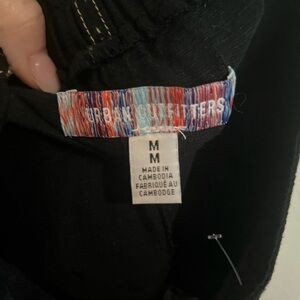 URBAN OUTFITTERS
M
M
MADE IN
CAMBODIA
FABRIQUÉ AU
CAMBODGE